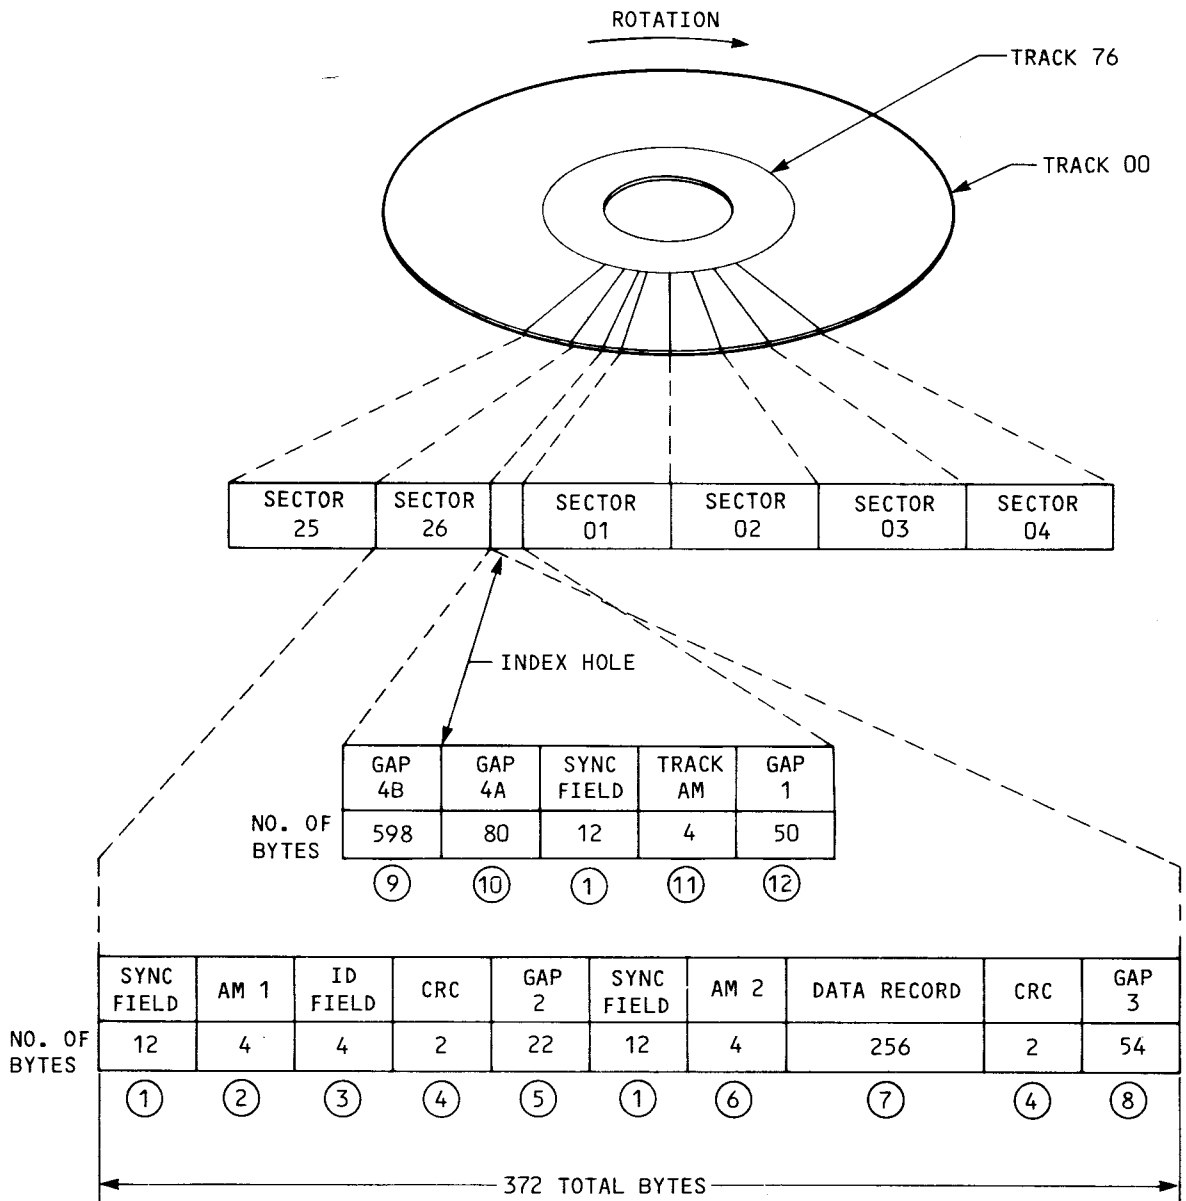 ROTATION
TRACK 76
TRACK 00
SECTOR 25
SECTOR 26
SECTOR 01
SECTOR 02
SECTOR 03
SECTOR 04
INDEX HOLE
GAP 4B
GAP 4A
SYNC FIELD
TRACK AM
GAP 1
NO. OF BYTES
598 80 12 4 50
9 10 1 11 12
SYNC FIELD
AM 1
ID FIELD
CRC
GAP 2
SYNC FIELD
AM 2
DATA RECORD
CRC
GAP 3
NO. OF BYTES
12 4 4 2 22 12 4 256 2 54
1 2 3 4 5 1 6 7 4 8
372 TOTAL BYTES